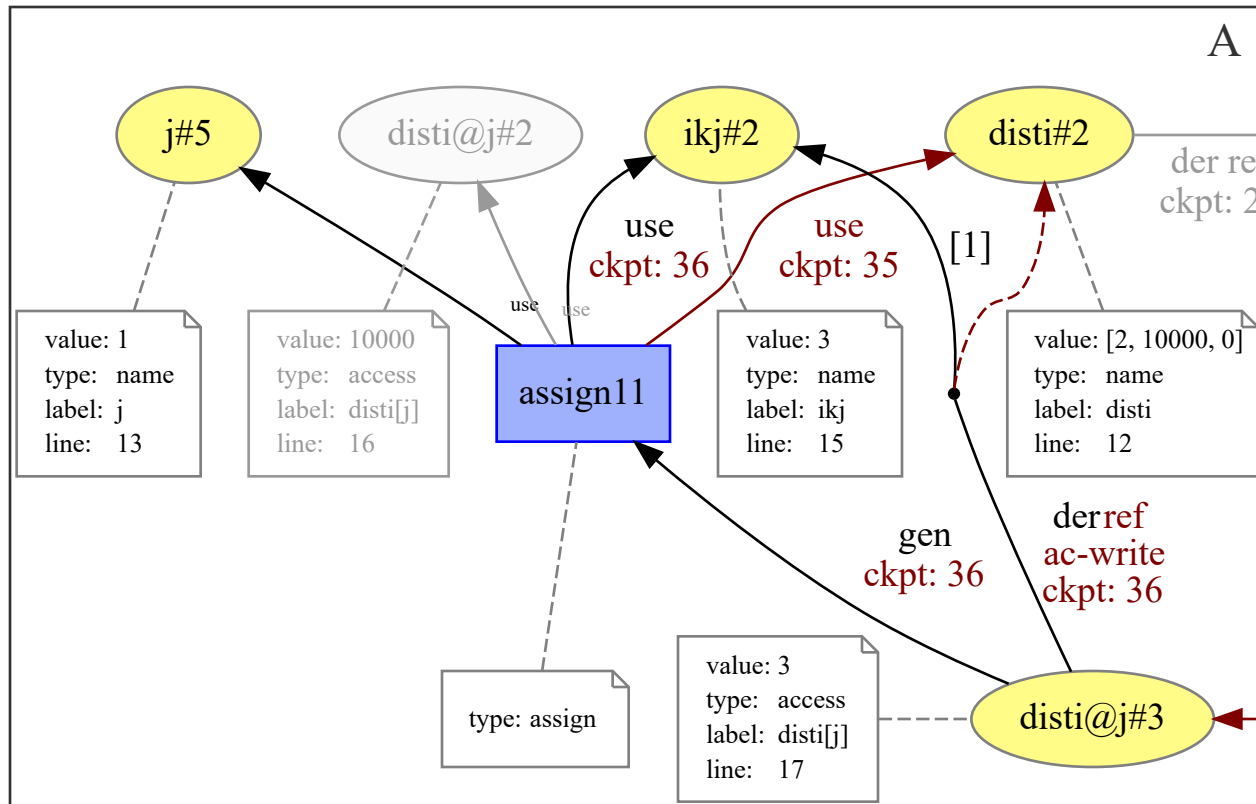 A
j#5
disti@j#2
ikj#2
disti#2
der re
ckpt: 2
use
ckpt: 36
use
ckpt: 35
[1]
use
use
value: 1
type: name
label: j
line: 13
value: 10000
type: access
label: disti[j]
line: 16
assign11
value: 3
type: name
label: ikj
line: 15
value: [2, 10000, 0]
type: name
label: disti
line: 12
gen
ckpt: 36
der ref
ac-write
ckpt: 36
type: assign
value: 3
type: access
label: disti[j]
line: 17
disti@j#3